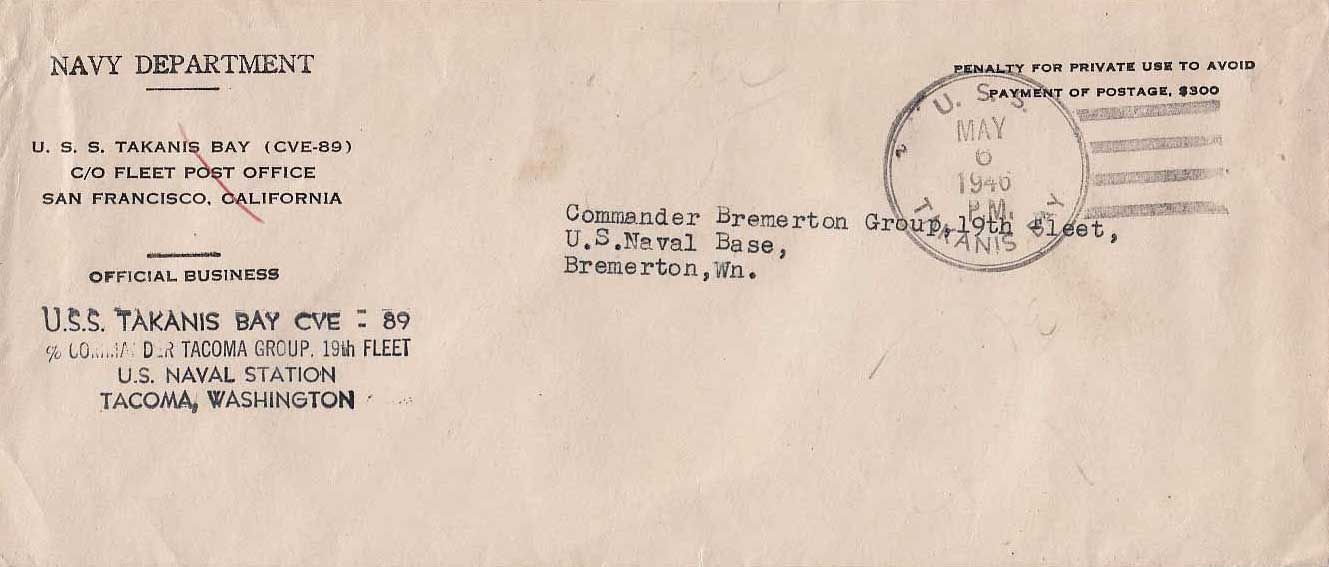 NAVY DEPARTMENT
U. S. S. TAKANIS BAY (CVE-89)
C/O FLEET POST OFFICE
SAN FRANCISCO, CALIFORNIA
OFFICIAL BUSINESS
U.S.S. TAKANIS BAY CVE - 89
% COMMANDER TACOMA GROUP, 19th FLEET
U.S. NAVAL STATION
TACOMA, WASHINGTON
PENALTY FOR PRIVATE USE TO AVOID
PAYMENT OF POSTAGE, $300
U. S. S.
MAY
6
1946
P.M.
TAKANIS BAY
Commander Bremerton Group,19th Fleet,
U.S.Naval Base,
Bremerton,Wn.